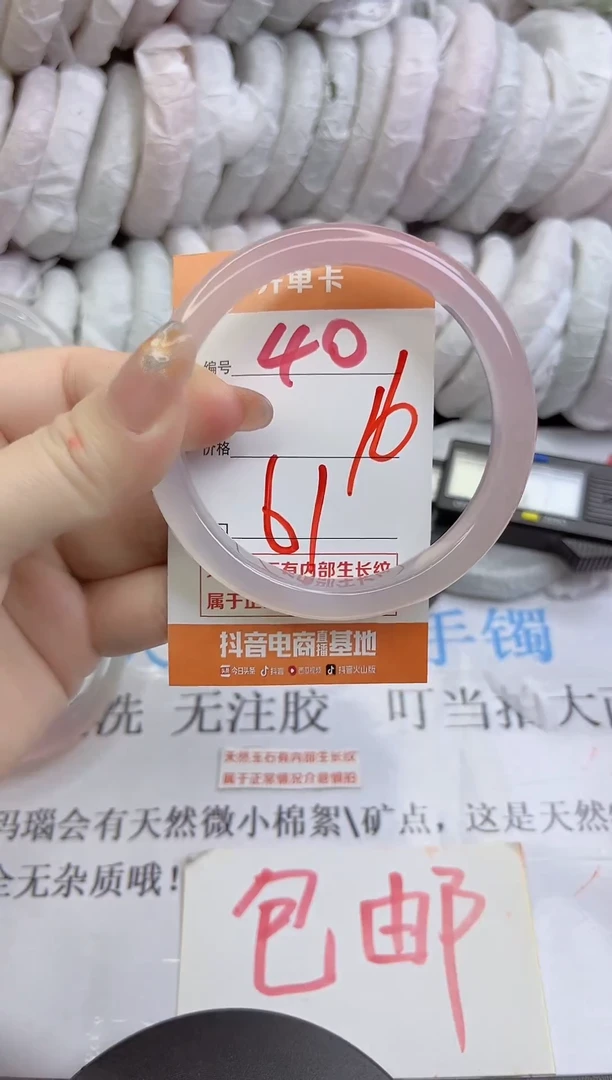 开单卡
编号 40
16
价格
61
有内部生长纹
属于正
抖音电商直播基地
今日头条 抖音 西瓜视频 抖音火山版
手镯
洗 无注胶 叮当拍大
天然玉石有内部生长纹
属于正常情况介意慎拍
玛瑙会有天然微小棉絮\矿点，这是天然
全无杂质哦！
包邮